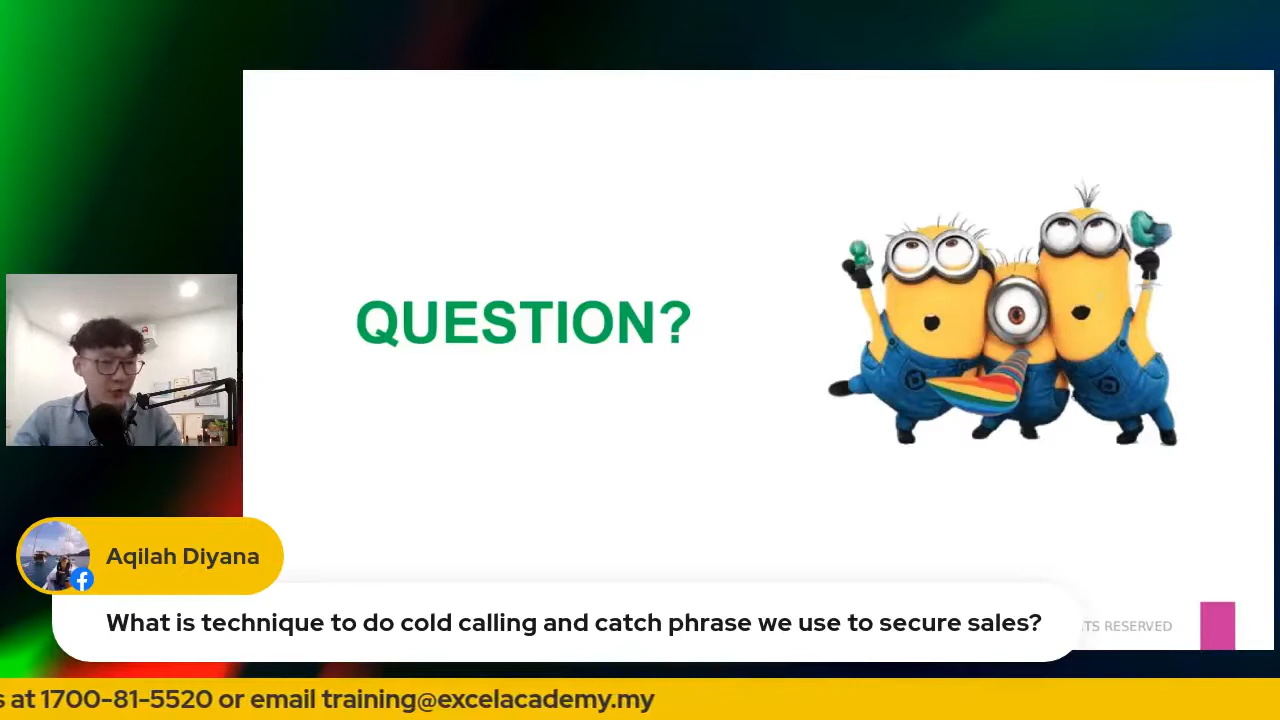 QUESTION?
Aqilah Diyana
What is technique to do cold calling and catch phrase we use to secure sales?
RESERVED
s at 1700-81-5520 or email training@excelacademy.my